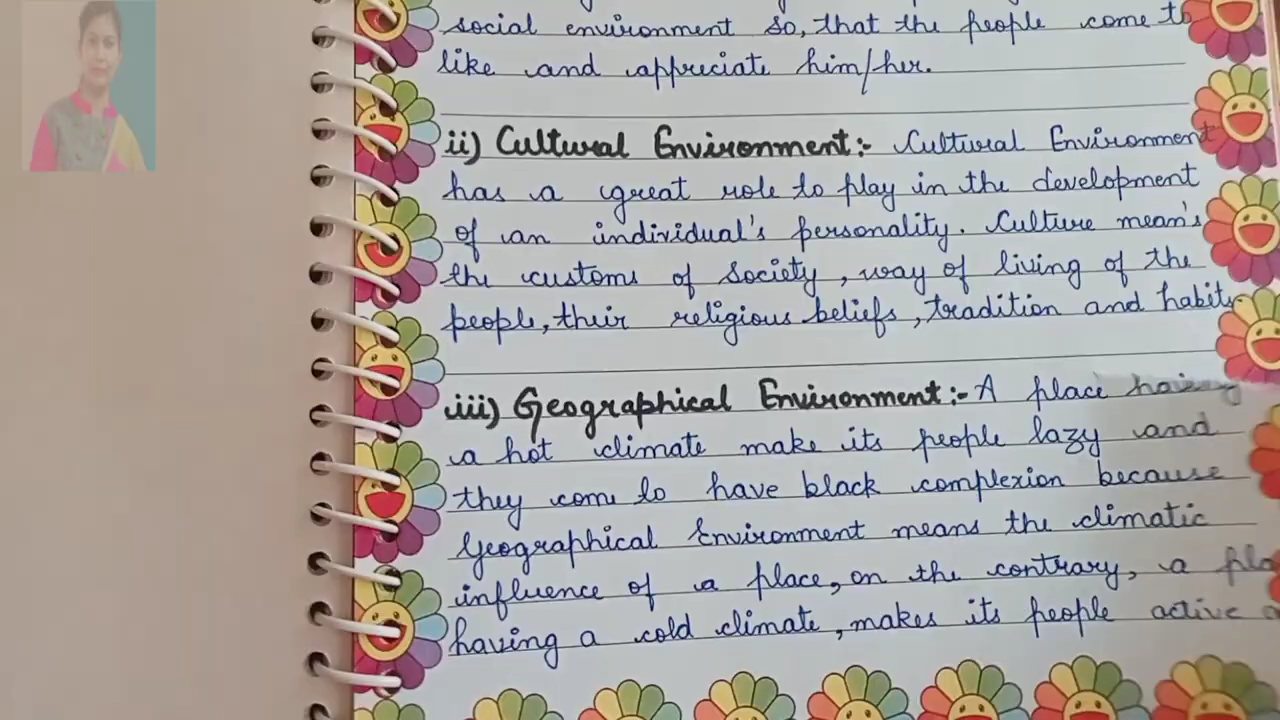 social environment so, that the people come to
like and appreciate him/her.
ii) Cultural Environment:- Cultural Environment
has a great role to play in the development
of an individual's personality. Culture mean's
the customs of society, way of living of the
people, their religious beliefs, tradition and habits
iii) Geographical Environment:- A place having
a hot climate make its people lazy and
they come to have black complexion because
Geographical Environment means the climatic
influence of a place, on the contrary, a
having a cold climate, makes its people active